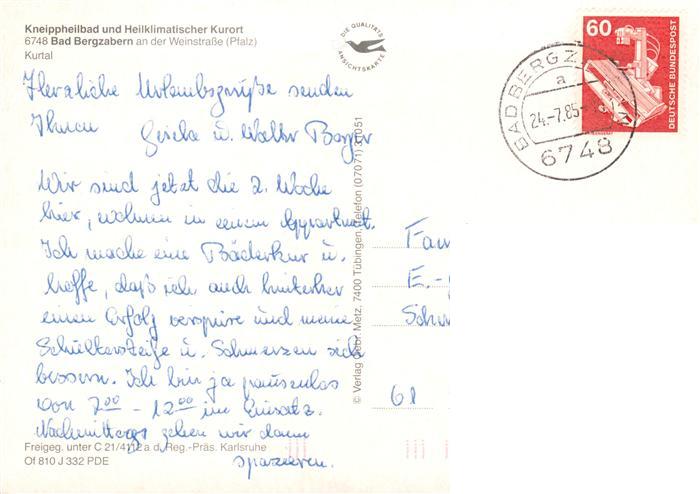 Kneippheilbad und Heilklimatischer Kurort
6748 Bad Bergzabern an der Weinstraße (Pfalz)
Kurtal
DIE QUALITÄTS
ANSICHTSKARTE
60
DEUTSCHE BUNDESPOST
BAD BERGZ
a
24.-7.85
6748
Herzliche Urlaubsgrüße senden
Ihnen Gerda u. Walter
Wir sind jetzt die 2. Woche
hier, wohnen in einem Appartment.
Ich mache eine Bäderkur u.
hoffe, daß ich auch hinterher
einen Erfolg verspüre und meine
Schultersteife u. Schmerzen sich
bessern. Ich bin ja pausenlos
von 700 - 1200 im Einsatz.
Nachmittags gehen wir dann
spazieren.
© Verlag Gebr. Metz, 7400 Tübingen, Telefon (07071) 31051
Fam
E.-
Schu
61
Freigeg. unter C 21/4112 a. d. Reg.-Präs. Karlsruhe
Of 810 J 332 PDE